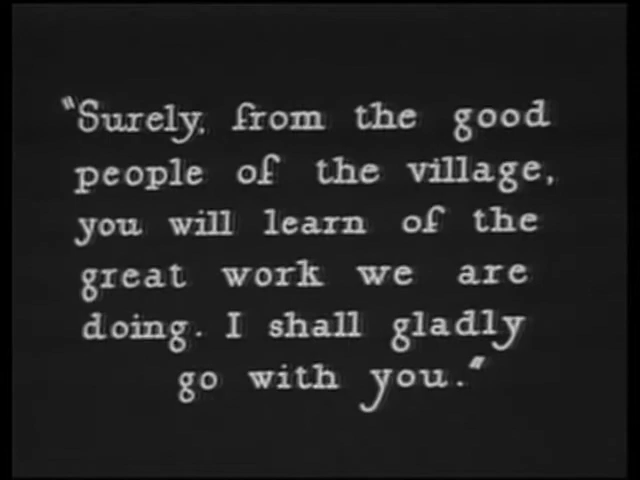 "Surely, from the good
people of the village,
you will learn of the
great work we are
doing. I shall gladly
go with you."